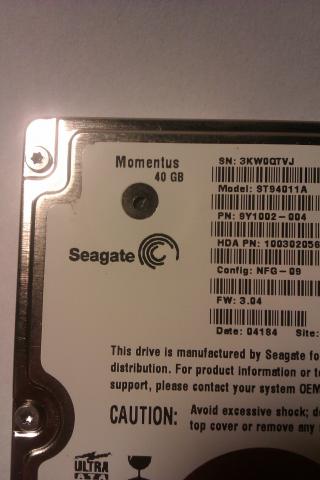 Momentus
40 GB
Seagate
SN: 3KW0QTVJ
Model: ST94011A
PN: 9Y1002-004
HDA PN: 100302056
Config: NFG-09
FW: 3.04
Date: 04184 Site:
This drive is manufactured by Seagate fo
distribution. For product information or te
support, please contact your system OEM
CAUTION:
Avoid excessive shock; d
top cover or remove any
ULTRA
ATA